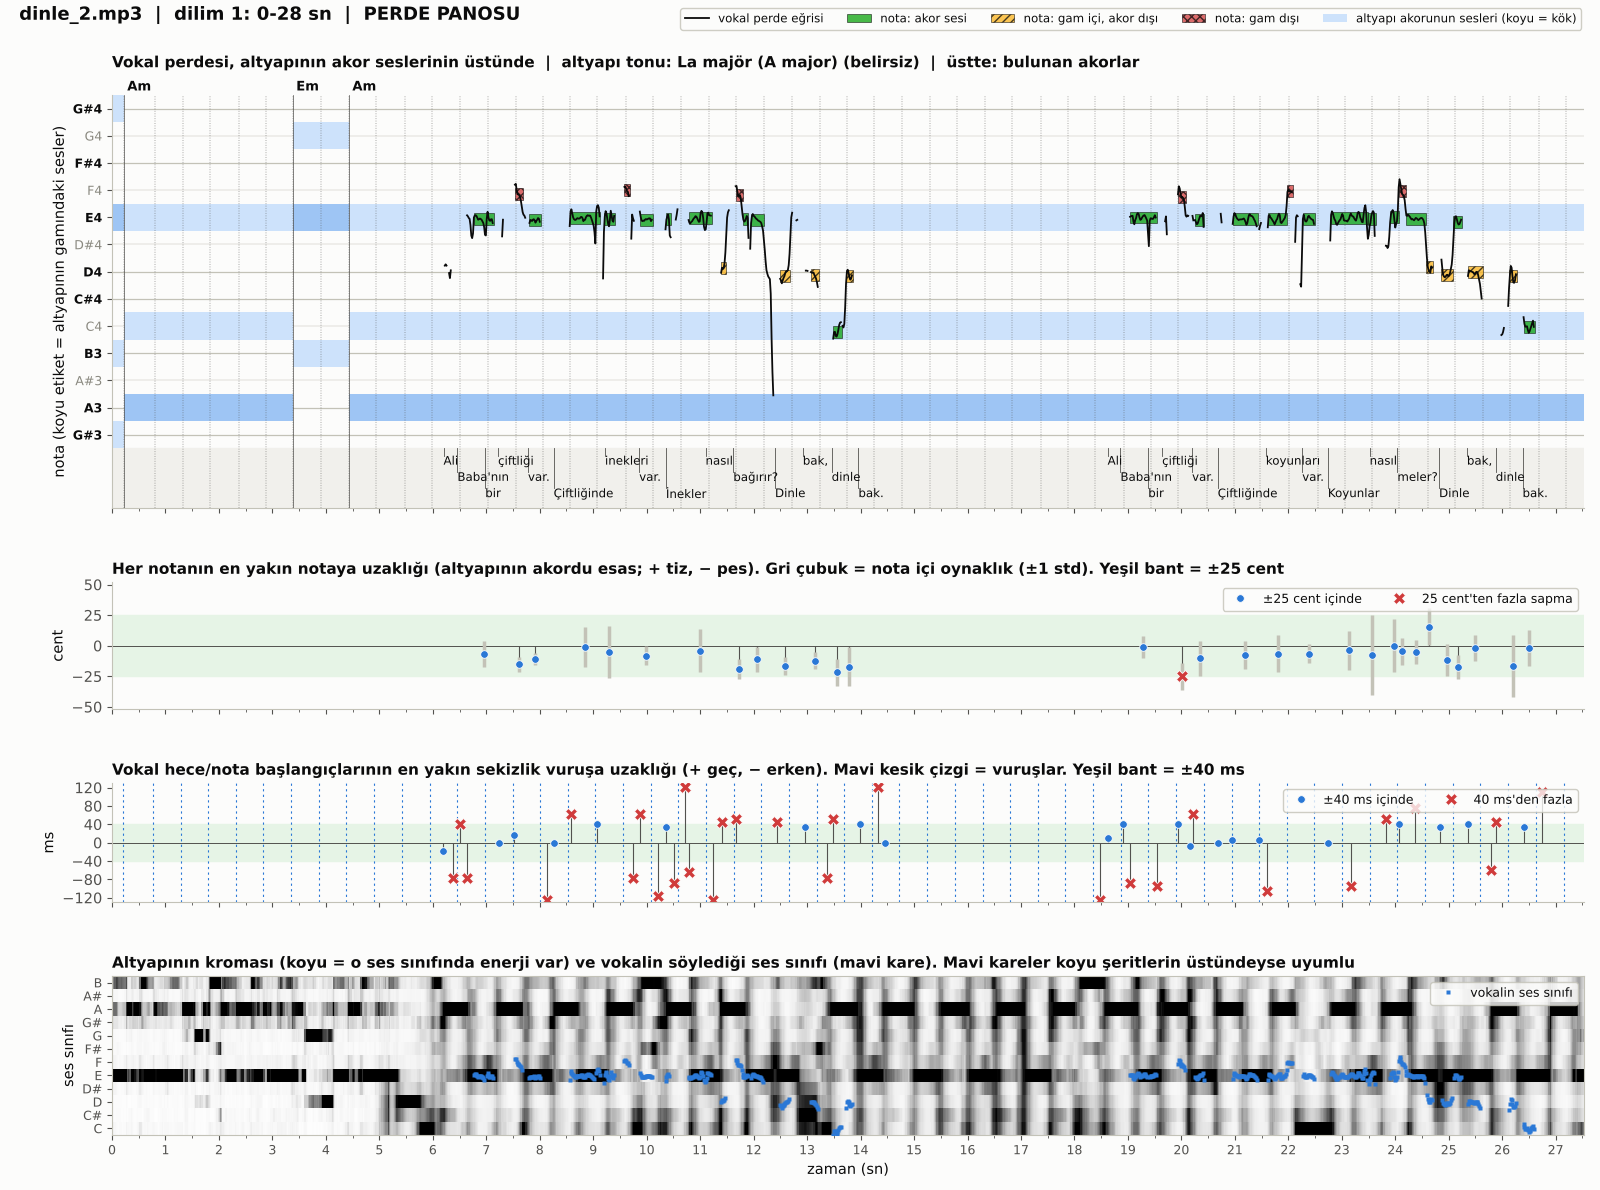 dinle_2.mp3 | dilim 1: 0-28 sn | PERDE PANOSU
vokal perde eğrisi
nota: akor sesi
nota: gam içi, akor dışı
nota: gam dışı
altyapı akorunun sesleri (koyu = kök)
Vokal perdesi, altyapının akor seslerinin üstünde | altyapı tonu: La majör (A major) (belirsiz) | üstte: bulunan akorlar
Am Em Am
nota (koyu etiket = altyapının gamındaki sesler)
G#4
G4
F#4
F4
E4
D#4
D4
C#4
C4
B3
A#3
A3
G#3
Ali çiftliği inekleri nasıl bak, Ali çiftliği koyunları nasıl bak,
Baba'nın var. var. bağırır? dinle Baba'nın var. var. meler? dinle
bir Çiftliğinde İnekler Dinle bak. bir Çiftliğinde Koyunlar Dinle bak.
Her notanın en yakın notaya uzaklığı (altyapının akordu esas; + tiz, − pes). Gri çubuk = nota içi oynaklık (±1 std). Yeşil bant = ±25 cent
±25 cent içinde
25 cent'ten fazla sapma
cent
50
25
0
−25
−50
Vokal hece/nota başlangıçlarının en yakın sekizlik vuruşa uzaklığı (+ geç, − erken). Mavi kesik çizgi = vuruşlar. Yeşil bant = ±40 ms
±40 ms içinde
40 ms'den fazla
ms
120
80
40
0
−40
−80
−120
Altyapının kroması (koyu = o ses sınıfında enerji var) ve vokalin söylediği ses sınıfı (mavi kare). Mavi kareler koyu şeritlerin üstündeyse uyumlu
vokalin ses sınıfı
ses sınıfı
B
A#
A
G#
G
F#
F
E
D#
D
C#
C
0 1 2 3 4 5 6 7 8 9 10 11 12 13 14 15 16 17 18 19 20 21 22 23 24 25 26 27
zaman (sn)